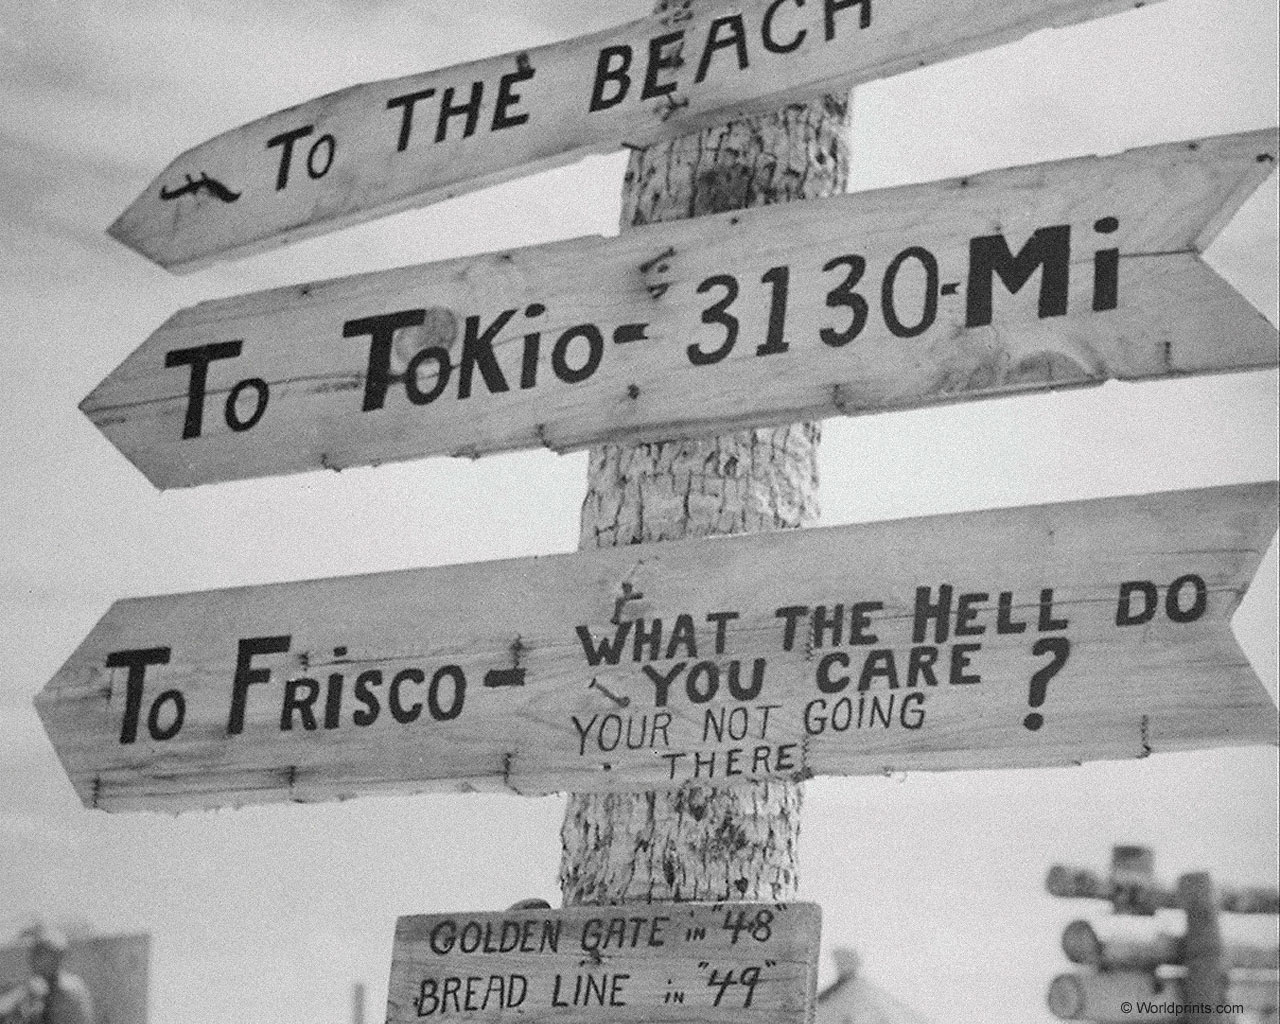 To THE BEACH
To ToKio- 3130-Mi
To FRiSCO- WHAT THE HELL DO
YOU CARE ?
YOUR NOT GOING
THERE
GOLDEN GATE iN "48"
BREAD LINE iN "49"
© Worldprints.com